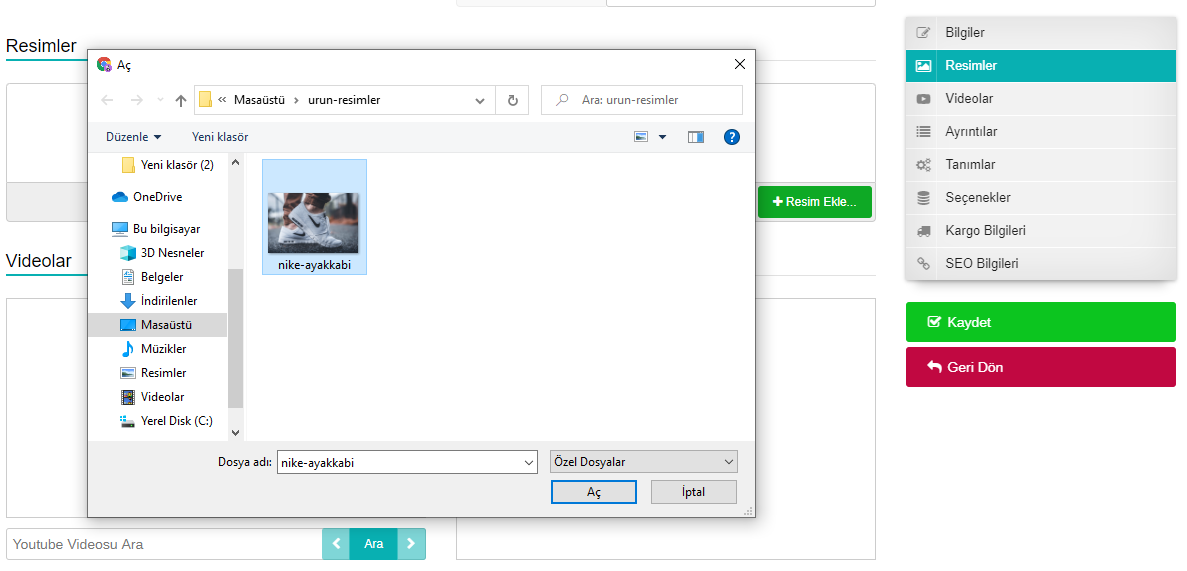 Resimler
Aç
« Masaüstü › urun-resimler
Ara: urun-resimler
Düzenle
Yeni klasör
Yeni klasör (2)
OneDrive
Bu bilgisayar
3D Nesneler
Belgeler
İndirilenler
Masaüstü
Müzikler
Resimler
Videolar
Yerel Disk (C:)
nike-ayakkabi
Dosya adı:
nike-ayakkabi
Özel Dosyalar
Aç
İptal
Resim Ekle...
Videolar
Youtube Videosu Ara
Ara
Bilgiler
Resimler
Videolar
Ayrıntılar
Tanımlar
Seçenekler
Kargo Bilgileri
SEO Bilgileri
Kaydet
Geri Dön